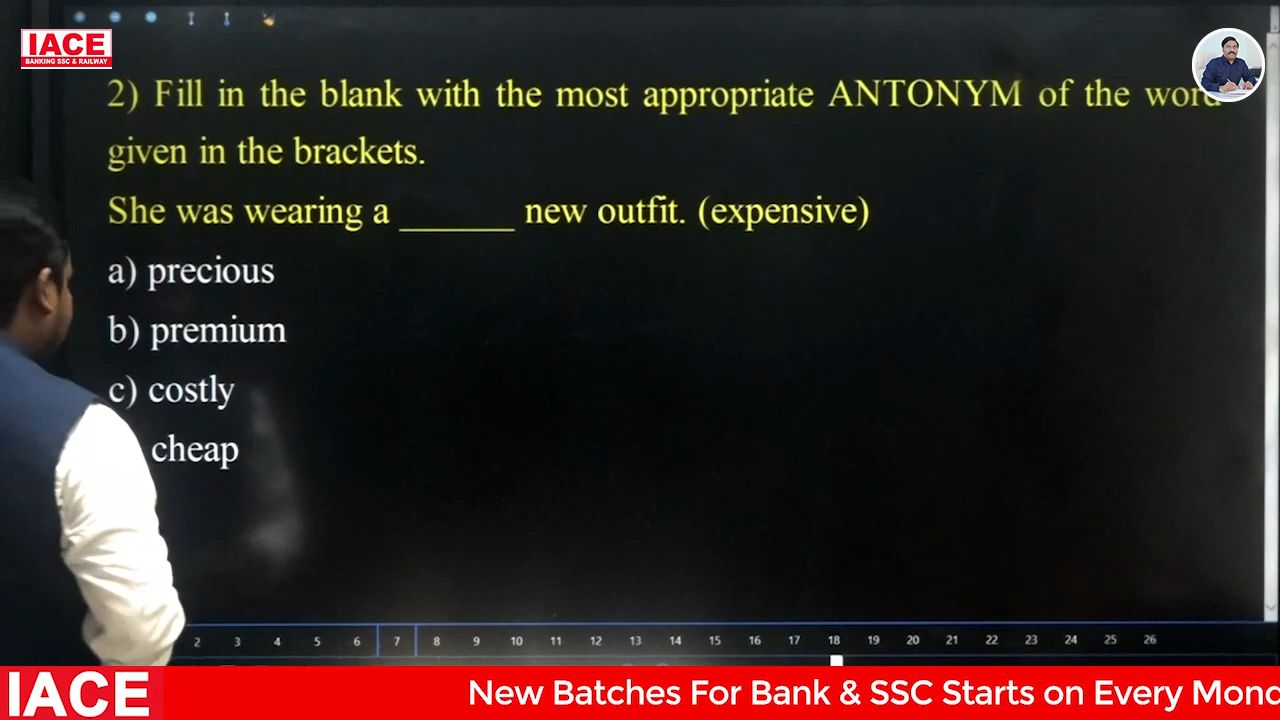 IACE
BANKING SSC & RAILWAY
2) Fill in the blank with the most appropriate ANTONYM of the word
given in the brackets.
She was wearing a ______ new outfit. (expensive)
a) precious
b) premium
c) costly
cheap
2 3 4 5 6 7 8 9 10 11 12 13 14 15 16 17 18 19 20 21 22 23 24 25 26
IACE
New Batches For Bank & SSC Starts on Every Mond